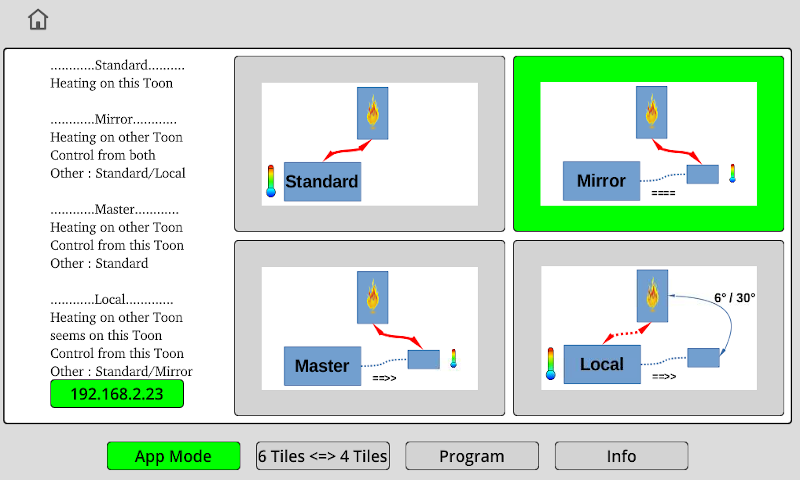 ............Standard..........
Heating on this Toon
............Mirror............
Heating on other Toon
Control from both
Other : Standard/Local
............Master............
Heating on other Toon
Control from this Toon
Other : Standard
............Local.............
Heating on other Toon
seems on this Toon
Control from this Toon
Other : Standard/Mirror
192.168.2.23
Standard
Mirror
====
Master
==>>
6° / 30°
Local
==>>
App Mode
6 Tiles <=> 4 Tiles
Program
Info